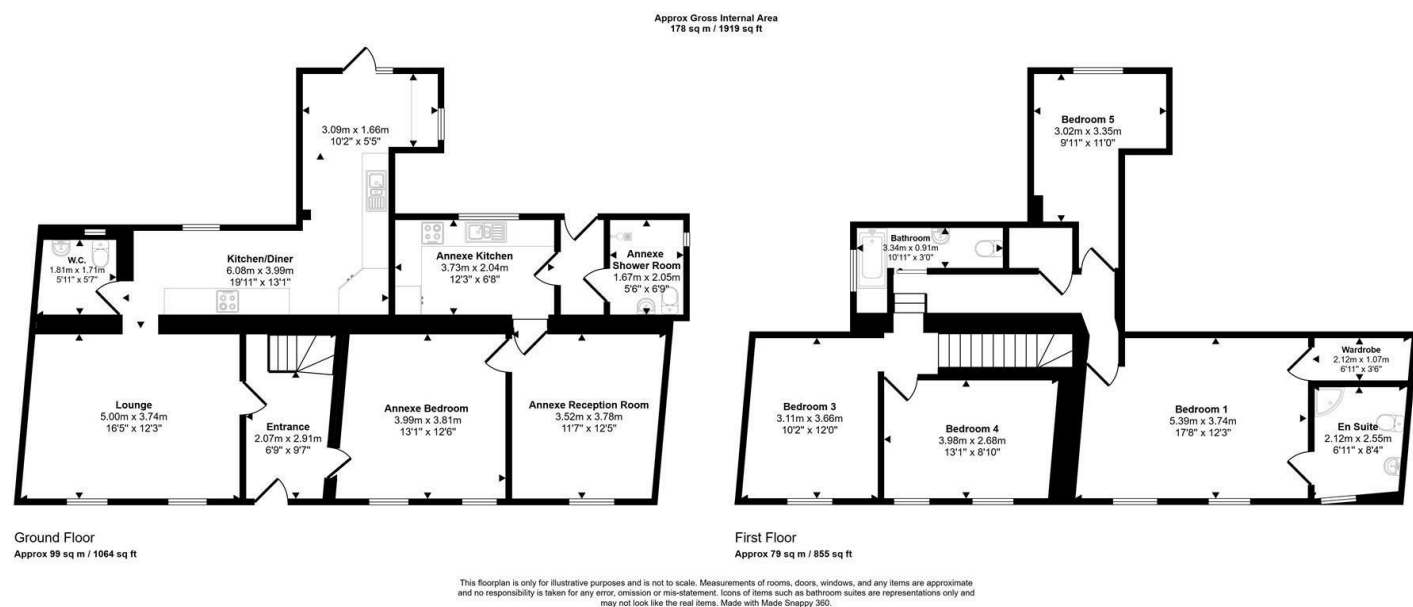 Approx Gross Internal Area
178 sq m / 1919 sq ft
3.09m x 1.66m
10'2" x 5'5"
W.C.
1.81m x 1.71m
5'11" x 5'7"
Kitchen/Diner
6.08m x 3.99m
19'11" x 13'1"
Annexe Kitchen
3.73m x 2.04m
12'3" x 6'8"
Annexe
Shower Room
1.67m x 2.05m
5'6" x 6'9"
Lounge
5.00m x 3.74m
16'5" x 12'3"
Entrance
2.07m x 2.91m
6'9" x 9'7"
Annexe Bedroom
3.99m x 3.81m
13'1" x 12'6"
Annexe Reception Room
3.52m x 3.78m
11'7" x 12'5"
Ground Floor
Approx 99 sq m / 1064 sq ft
Bedroom 5
3.02m x 3.35m
9'11" x 11'0"
Bathroom
3.34m x 0.91m
10'11" x 3'0"
Bedroom 3
3.11m x 3.66m
10'2" x 12'0"
Bedroom 4
3.98m x 2.68m
13'1" x 8'10"
Bedroom 1
5.39m x 3.74m
17'8" x 12'3"
Wardrobe
2.12m x 1.07m
6'11" x 3'6"
En Suite
2.12m x 2.55m
6'11" x 8'4"
First Floor
Approx 79 sq m / 855 sq ft
This floorplan is only for illustrative purposes and is not to scale. Measurements of rooms, doors, windows, and any items are approximate
and no responsibility is taken for any error, omission or mis-statement. Icons of items such as bathroom suites are representations only and
may not look like the real items. Made with Made Snappy 360.